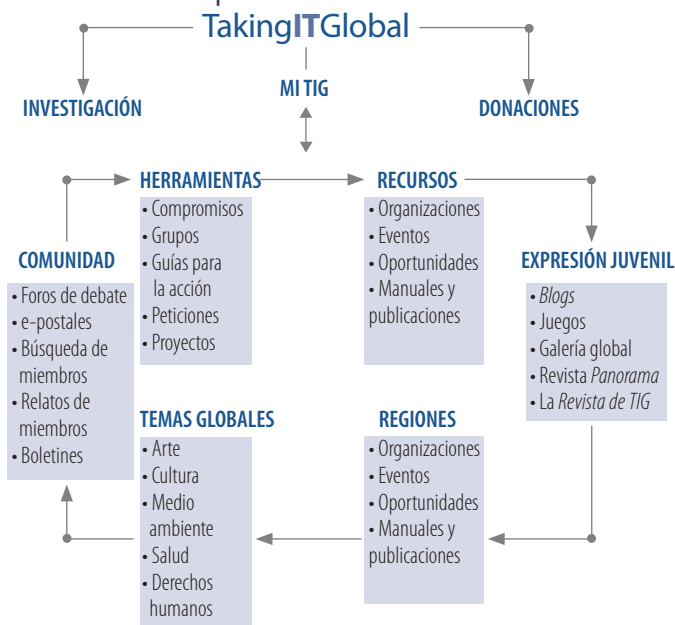 TakingITGlobal
INVESTIGACIÓN
MI TIG
DONACIONES
HERRAMIENTAS
• Compromisos
• Grupos
• Guías para
la acción
• Peticiones
• Proyectos
RECURSOS
• Organizaciones
• Eventos
• Oportunidades
• Manuales y
publicaciones
EXPRESIÓN JUVENIL
• Blogs
• Juegos
• Galería global
• Revista Panorama
• La Revista de TIG
REGIONES
• Organizaciones
• Eventos
• Oportunidades
• Manuales y
publicaciones
TEMAS GLOBALES
• Arte
• Cultura
• Medio
ambiente
• Salud
• Derechos
humanos
COMUNIDAD
• Foros de debate
• e-postales
• Búsqueda de
miembros
• Relatos de
miembros
• Boletines